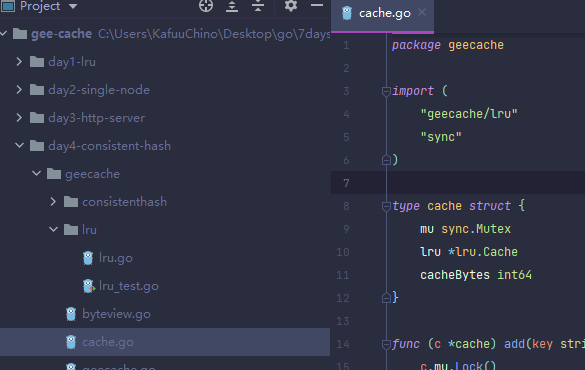 Project
cache.go
gee-cache C:\Users\KafuuChino\Desktop\go\7days
day1-lru
day2-single-node
day3-http-server
day4-consistent-hash
geecache
consistenthash
lru
lru.go
lru_test.go
byteview.go
cache.go
geecache.go
1 package geecache
2
3 import (
4 "geecache/lru"
5 "sync"
6 )
7
8 type cache struct {
9 mu sync.Mutex
10 lru *lru.Cache
11 cacheBytes int64
12 }
13
14 func (c *cache) add(key stri
15 c.mu.Lock()